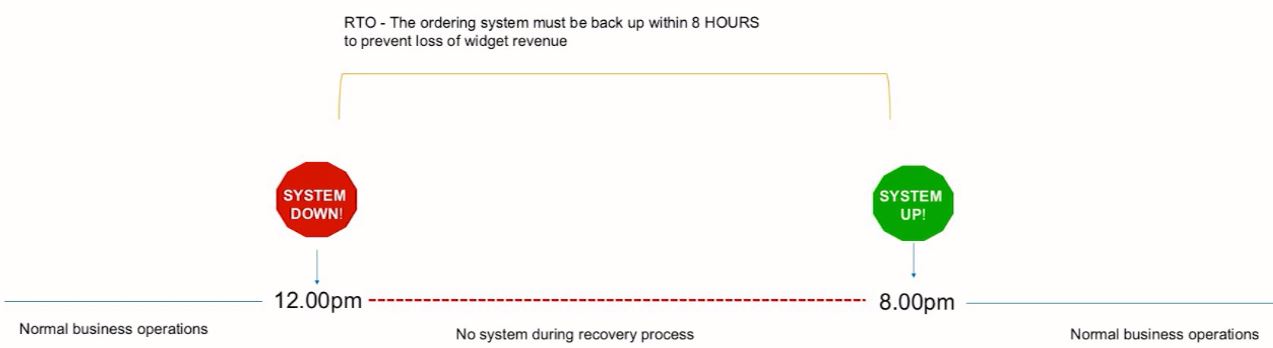 RTO - The ordering system must be back up within 8 HOURS
to prevent loss of widget revenue
SYSTEM
DOWN!
SYSTEM
UP!
12.00pm
8.00pm
Normal business operations
No system during recovery process
Normal business operations